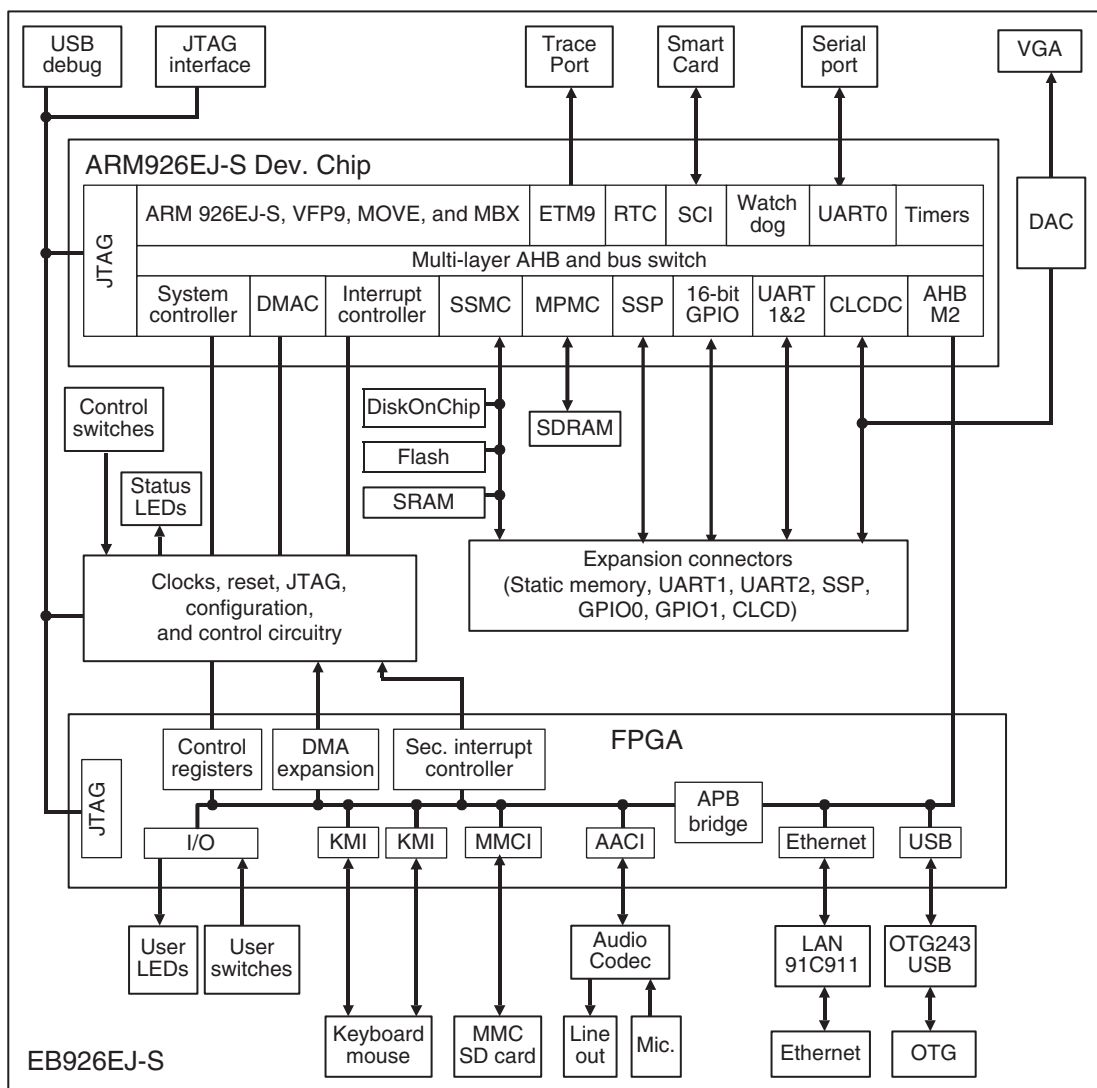 USB
debug
JTAG
interface
Trace
Port
Smart
Card
Serial
port
VGA
ARM926EJ-S Dev. Chip
JTAG
ARM 926EJ-S, VFP9, MOVE, and MBX
ETM9
RTC
SCI
Watch
dog
UART0
Timers
DAC
Multi-layer AHB and bus switch
System
controller
DMAC
Interrupt
controller
SSMC
MPMC
SSP
16-bit
GPIO
UART
1&2
CLCDC
AHB
M2
Control
switches
DiskOnChip
SDRAM
Flash
Status
LEDs
SRAM
Clocks, reset, JTAG,
configuration,
and control circuitry
Expansion connectors
(Static memory, UART1, UART2, SSP,
GPIO0, GPIO1, CLCD)
FPGA
JTAG
Control
registers
DMA
expansion
Sec. interrupt
controller
APB
bridge
I/O
KMI
KMI
MMCI
AACI
Ethernet
USB
User
LEDs
User
switches
Audio
Codec
LAN
91C911
OTG243
USB
Keyboard
mouse
MMC
SD card
Line
out
Mic.
Ethernet
OTG
EB926EJ-S